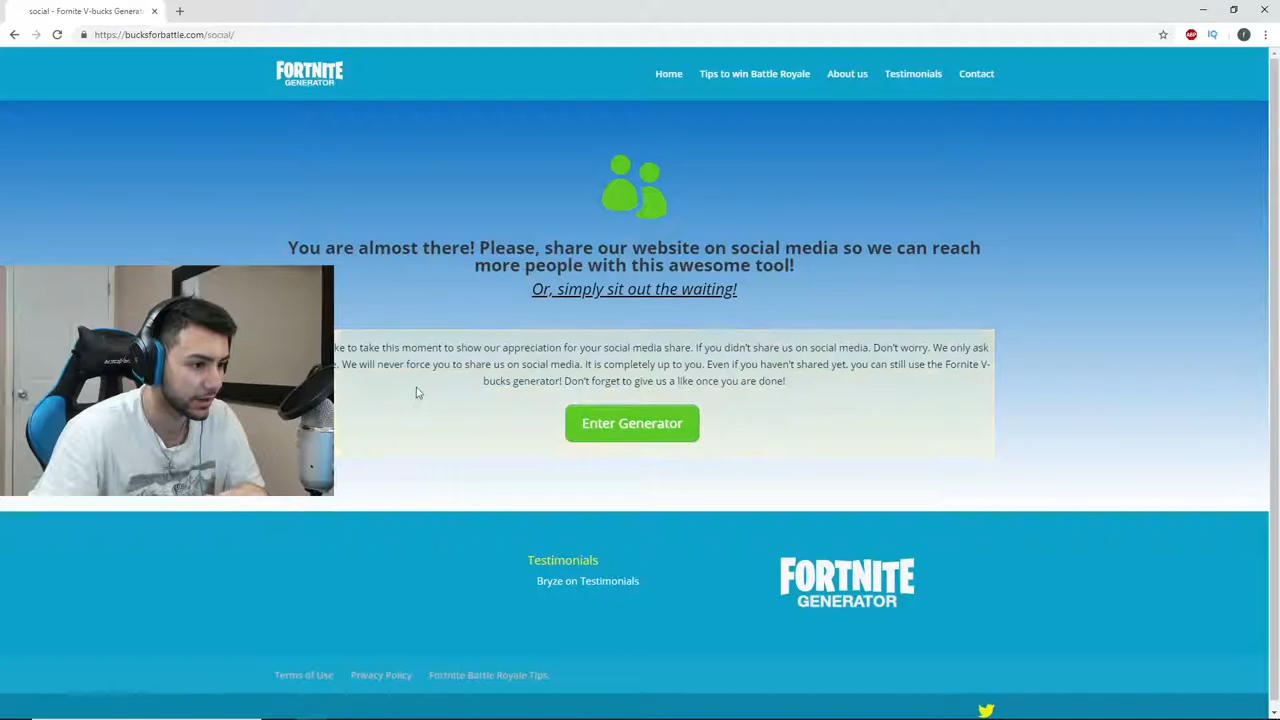 social - Fornite V-bucks Generat
https://bucksforbattle.com/social/
FORTNITE
GENERATOR
Home
Tips to win Battle Royale
About us
Testimonials
Contact
You are almost there! Please, share our website on social media so we can reach
more people with this awesome tool!
Or, simply sit out the waiting!
to take this moment to show our appreciation for your social media share. If you didn't share us on social media. Don't worry. We only ask
We will never force you to share us on social media. It is completely up to you. Even if you haven't shared yet, you can still use the Fornite V-
bucks generator! Don't forget to give us a like once you are done!
Enter Generator
Testimonials
Bryze on Testimonials
FORTNITE
GENERATOR
Terms of Use
Privacy Policy
Fortnite Battle Royale Tips.